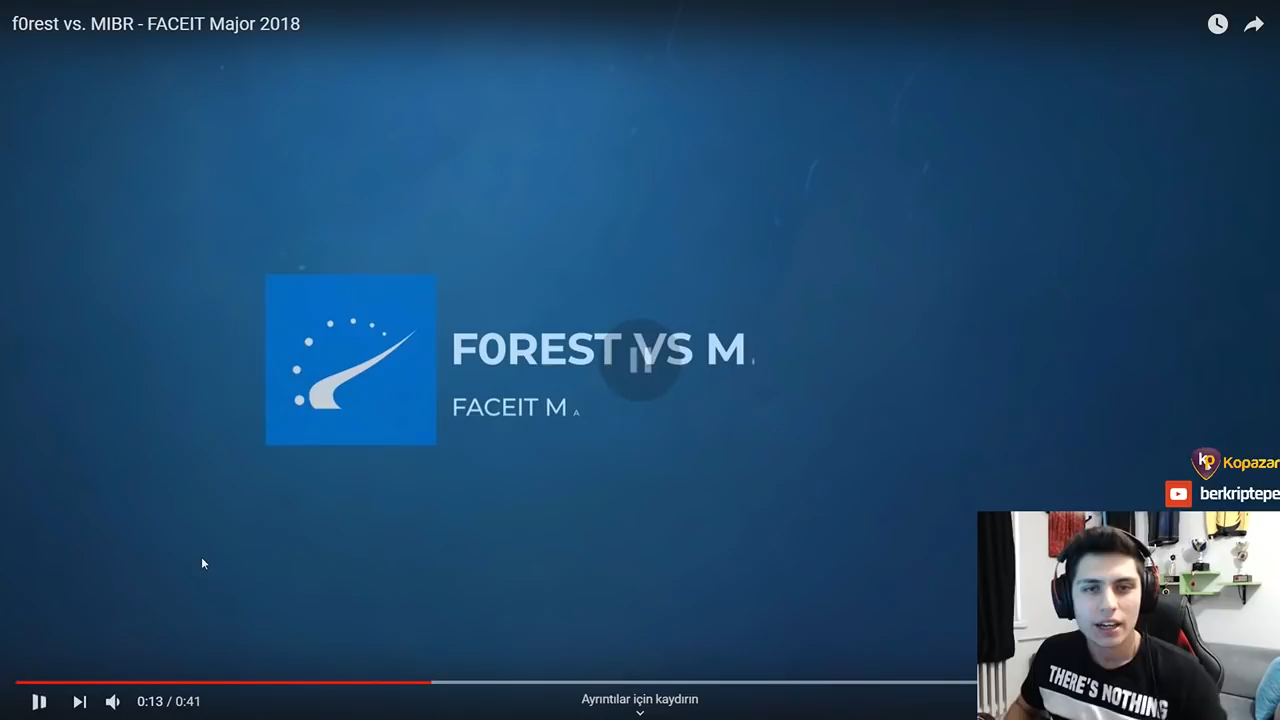 f0rest vs. MIBR - FACEIT Major 2018
F0REST VS M
FACEIT M A
kp Kopazar
berkriptepe
THERE'S NOTHING
0:13 / 0:41
Ayrıntılar için kaydırın